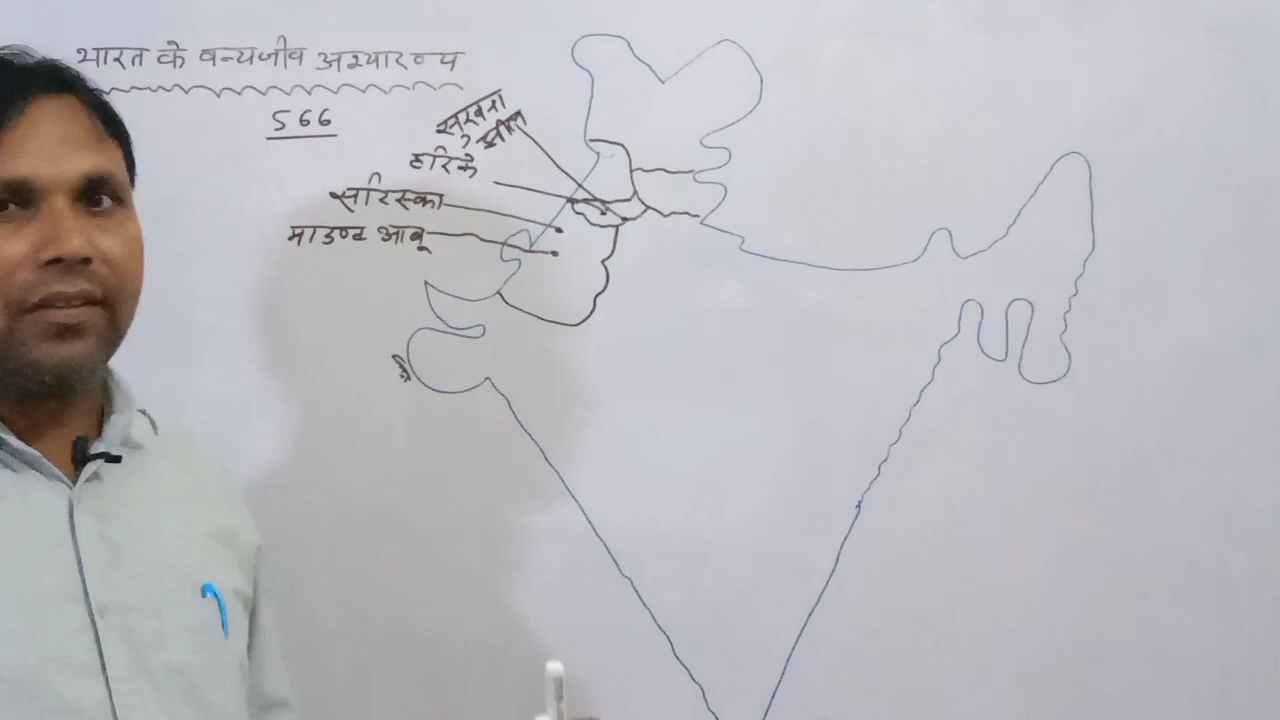 भारत के वन्यजीव अभ्यारण्य
566
सुखना
झील
हरिके
सरिस्का
माउण्ट आबू